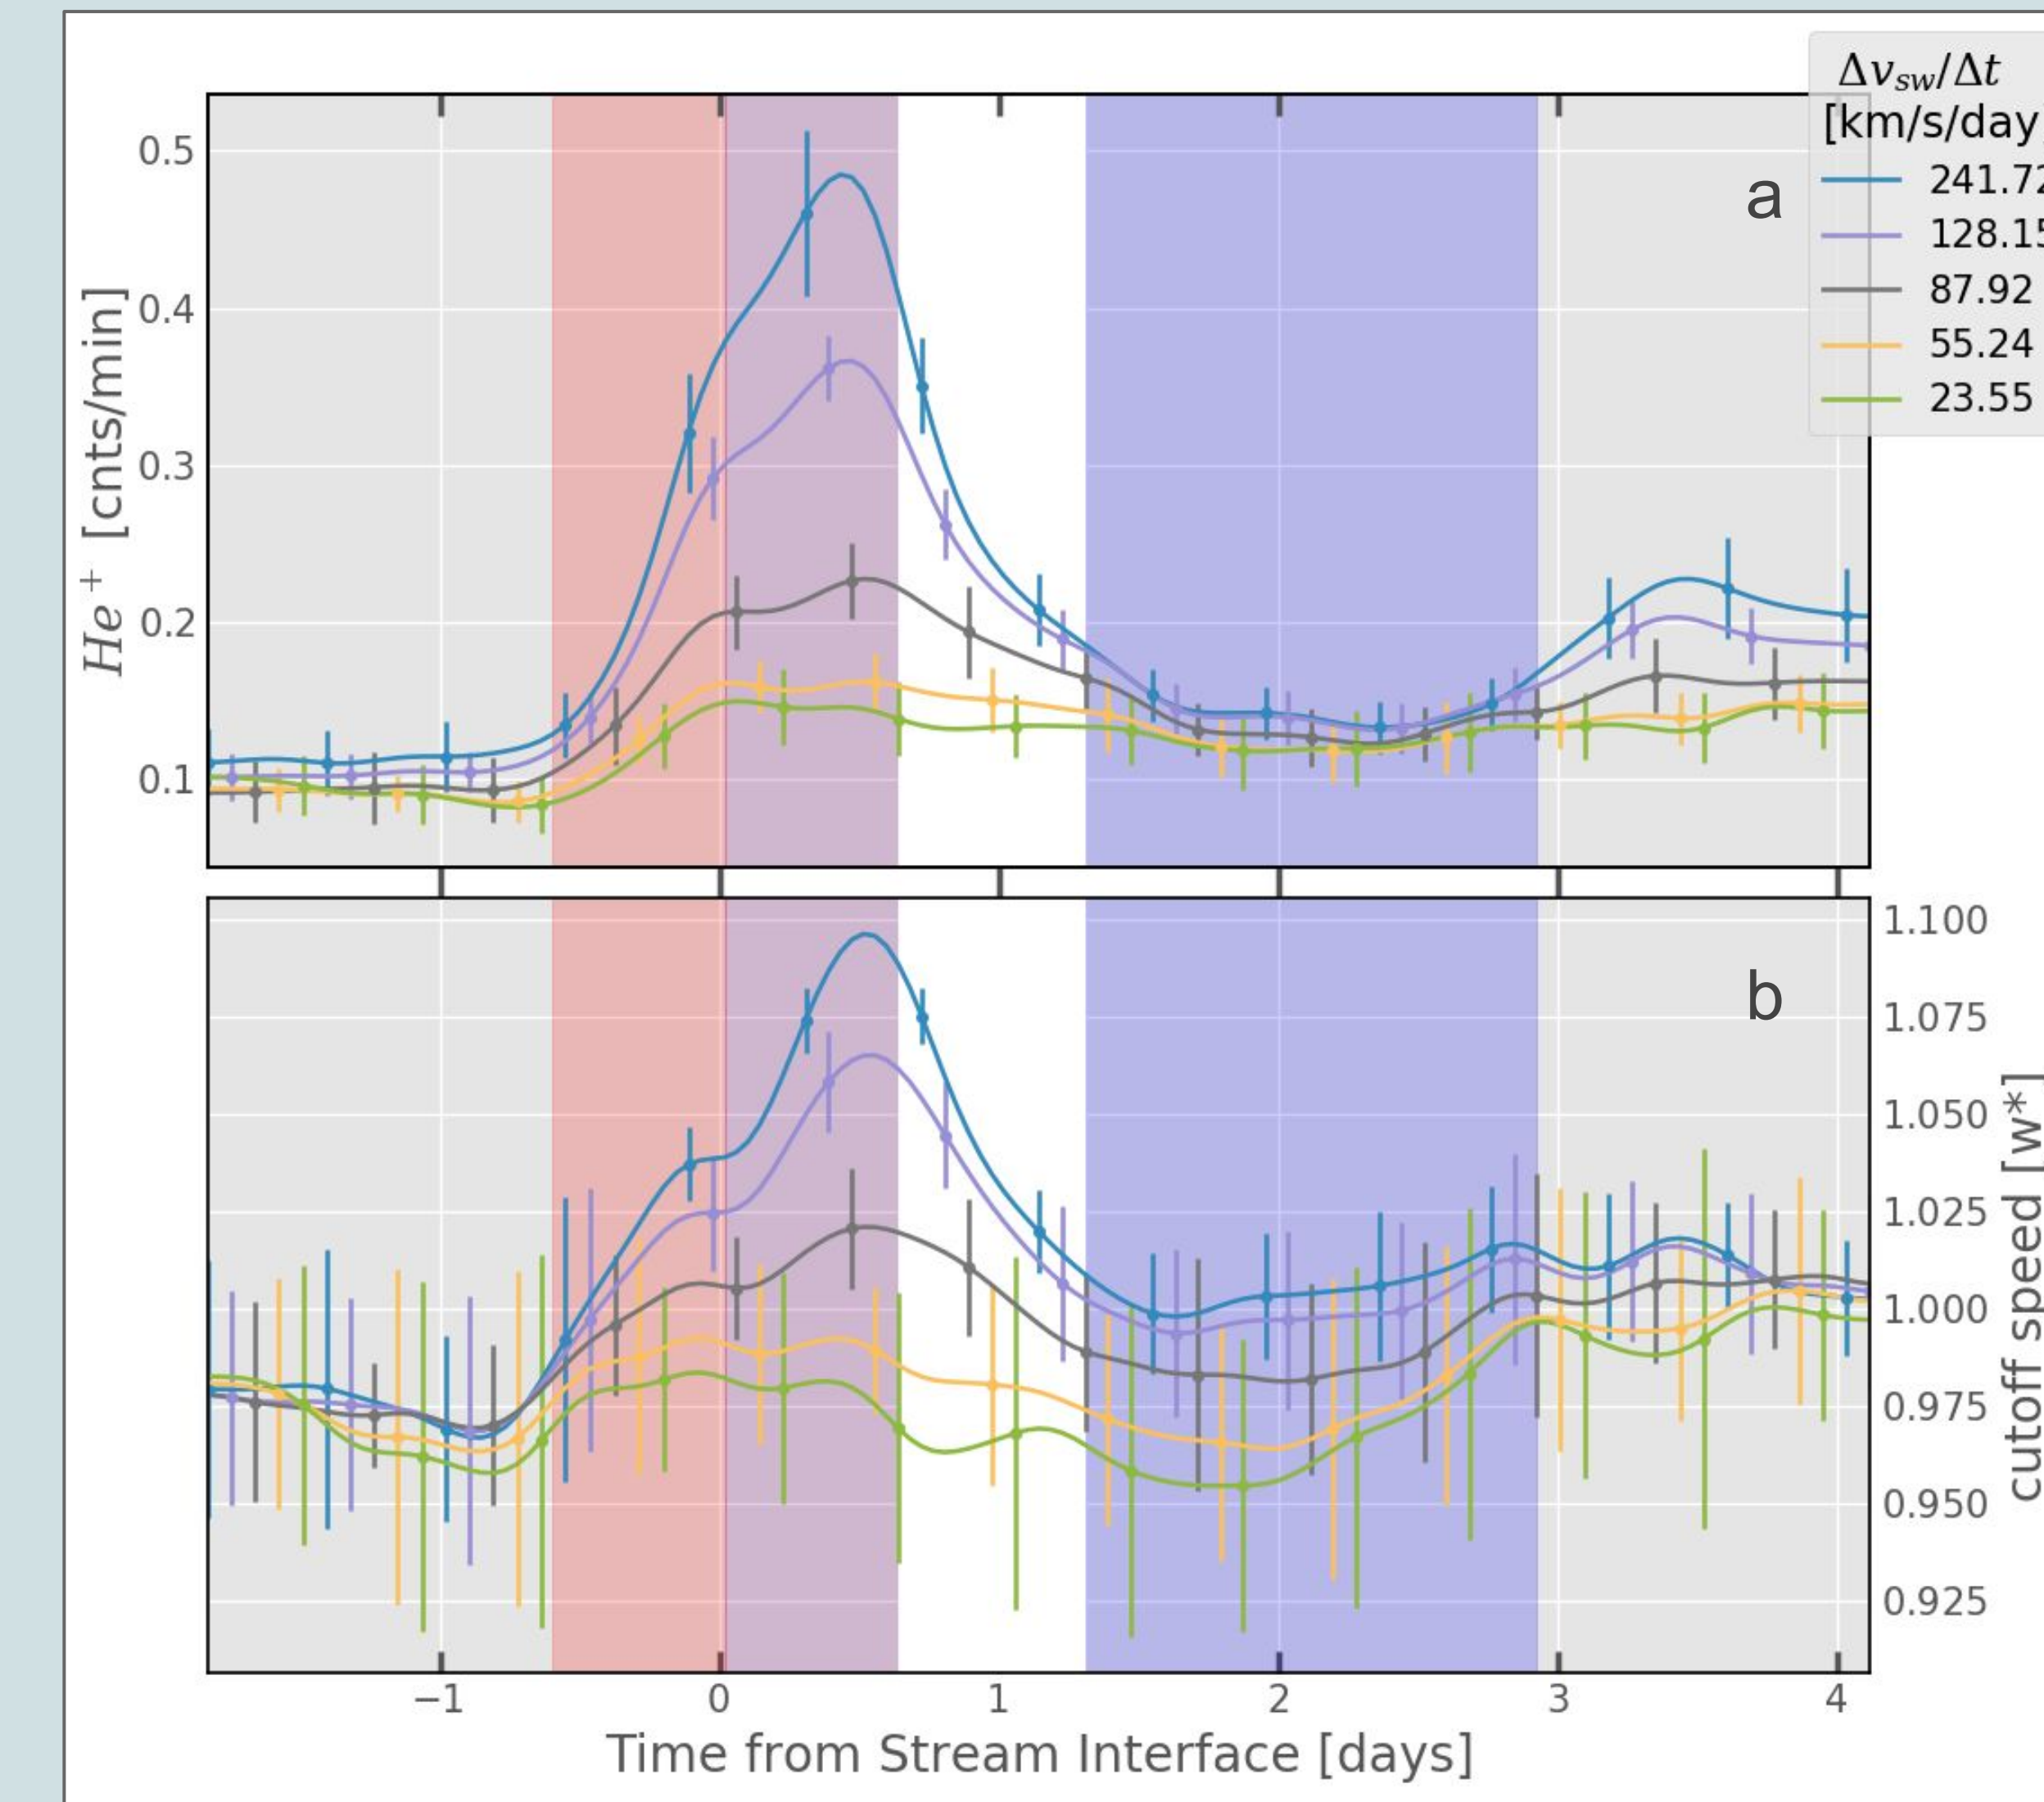 Δv_sw/Δt
[km/s/day
241.72
128.15
87.92
55.24
23.55
a
He⁺ [cnts/min]
0.5
0.4
0.3
0.2
0.1
b
cutoff speed [w*]
1.100
1.075
1.050
1.025
1.000
0.975
0.950
0.925
−1 0 1 2 3 4
Time from Stream Interface [days]